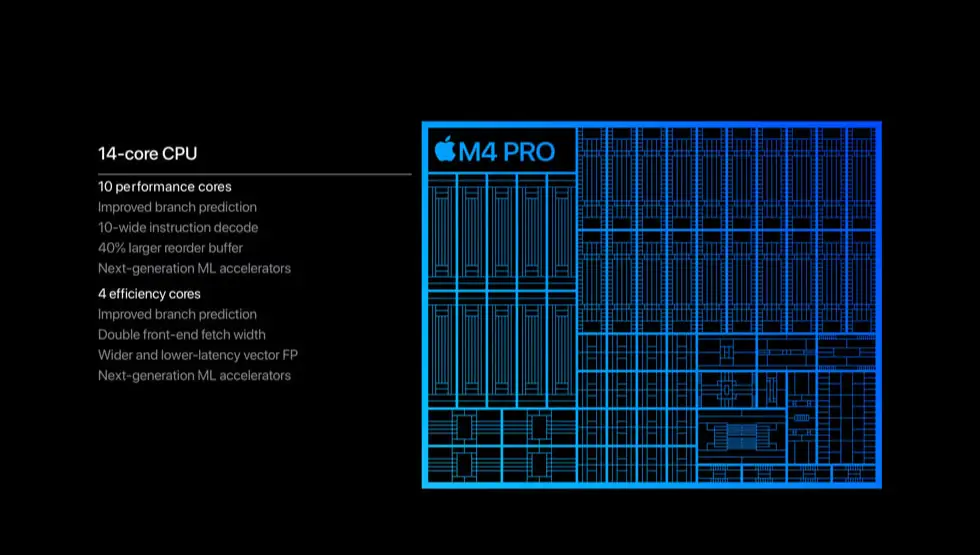 14-core CPU
10 performance cores
Improved branch prediction
10-wide instruction decode
40% larger reorder buffer
Next-generation ML accelerators
4 efficiency cores
Improved branch prediction
Double front-end fetch width
Wider and lower-latency vector FP
Next-generation ML accelerators
M4 PRO